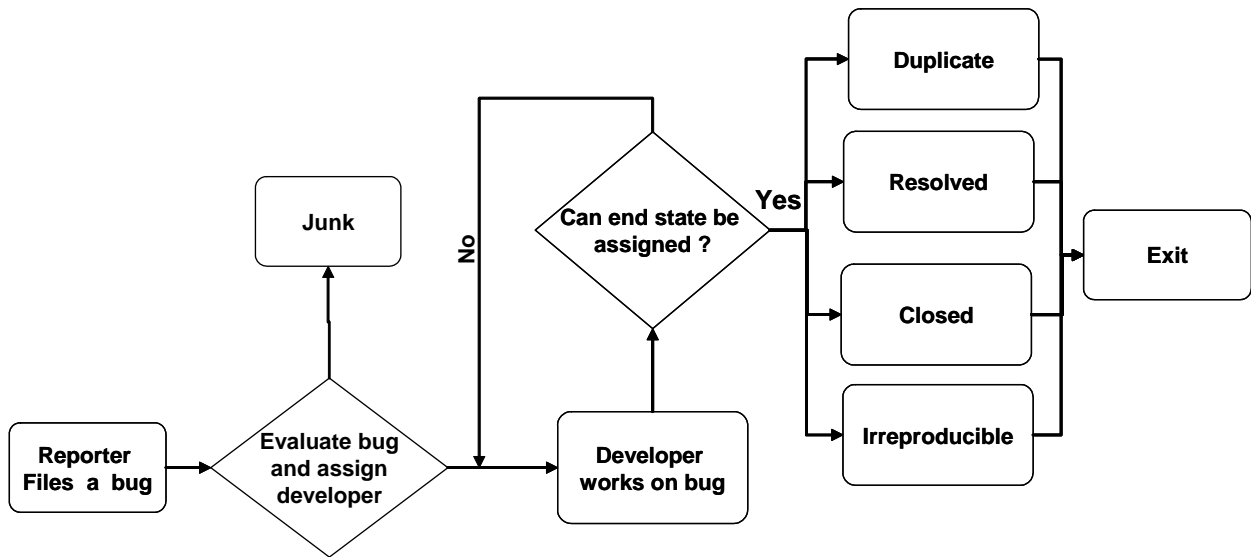 Reporter
Files a bug
Evaluate bug
and assign
developer
Junk
No
Developer
works on bug
Can end state be
assigned ?
Yes
Duplicate
Resolved
Closed
Irreproducible
Exit